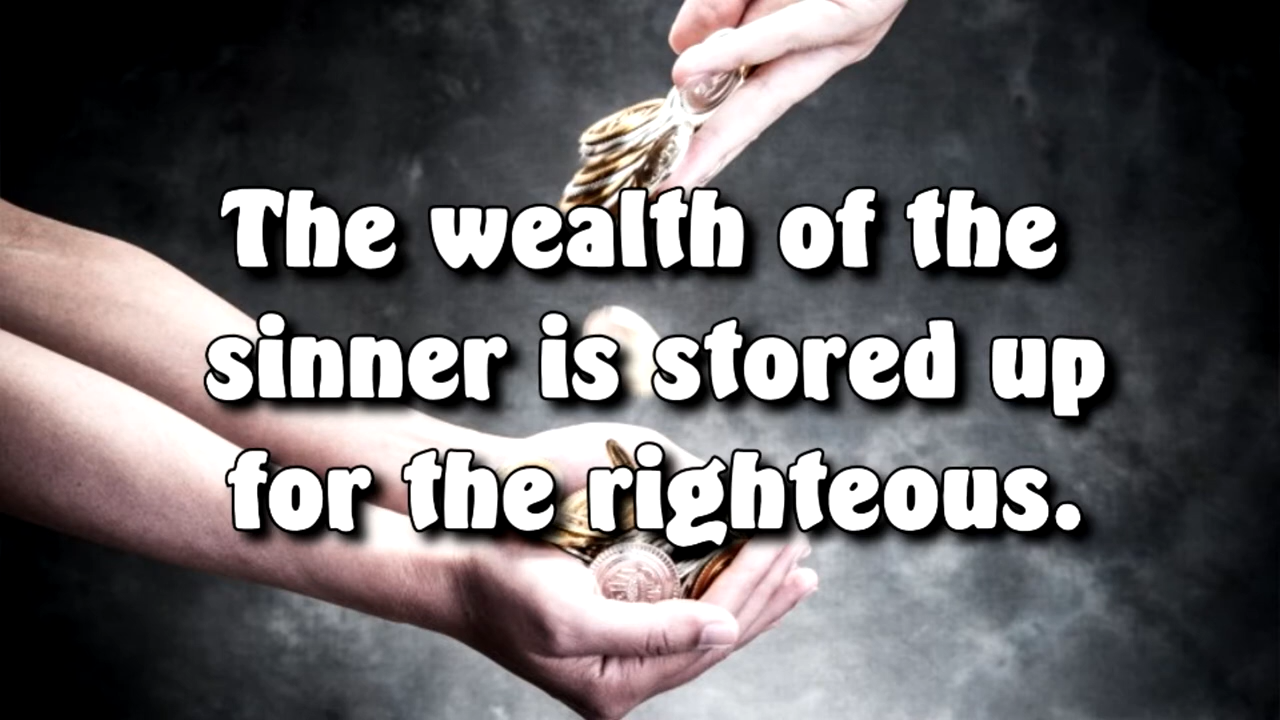 The wealth of the
sinner is stored up
for the righteous.